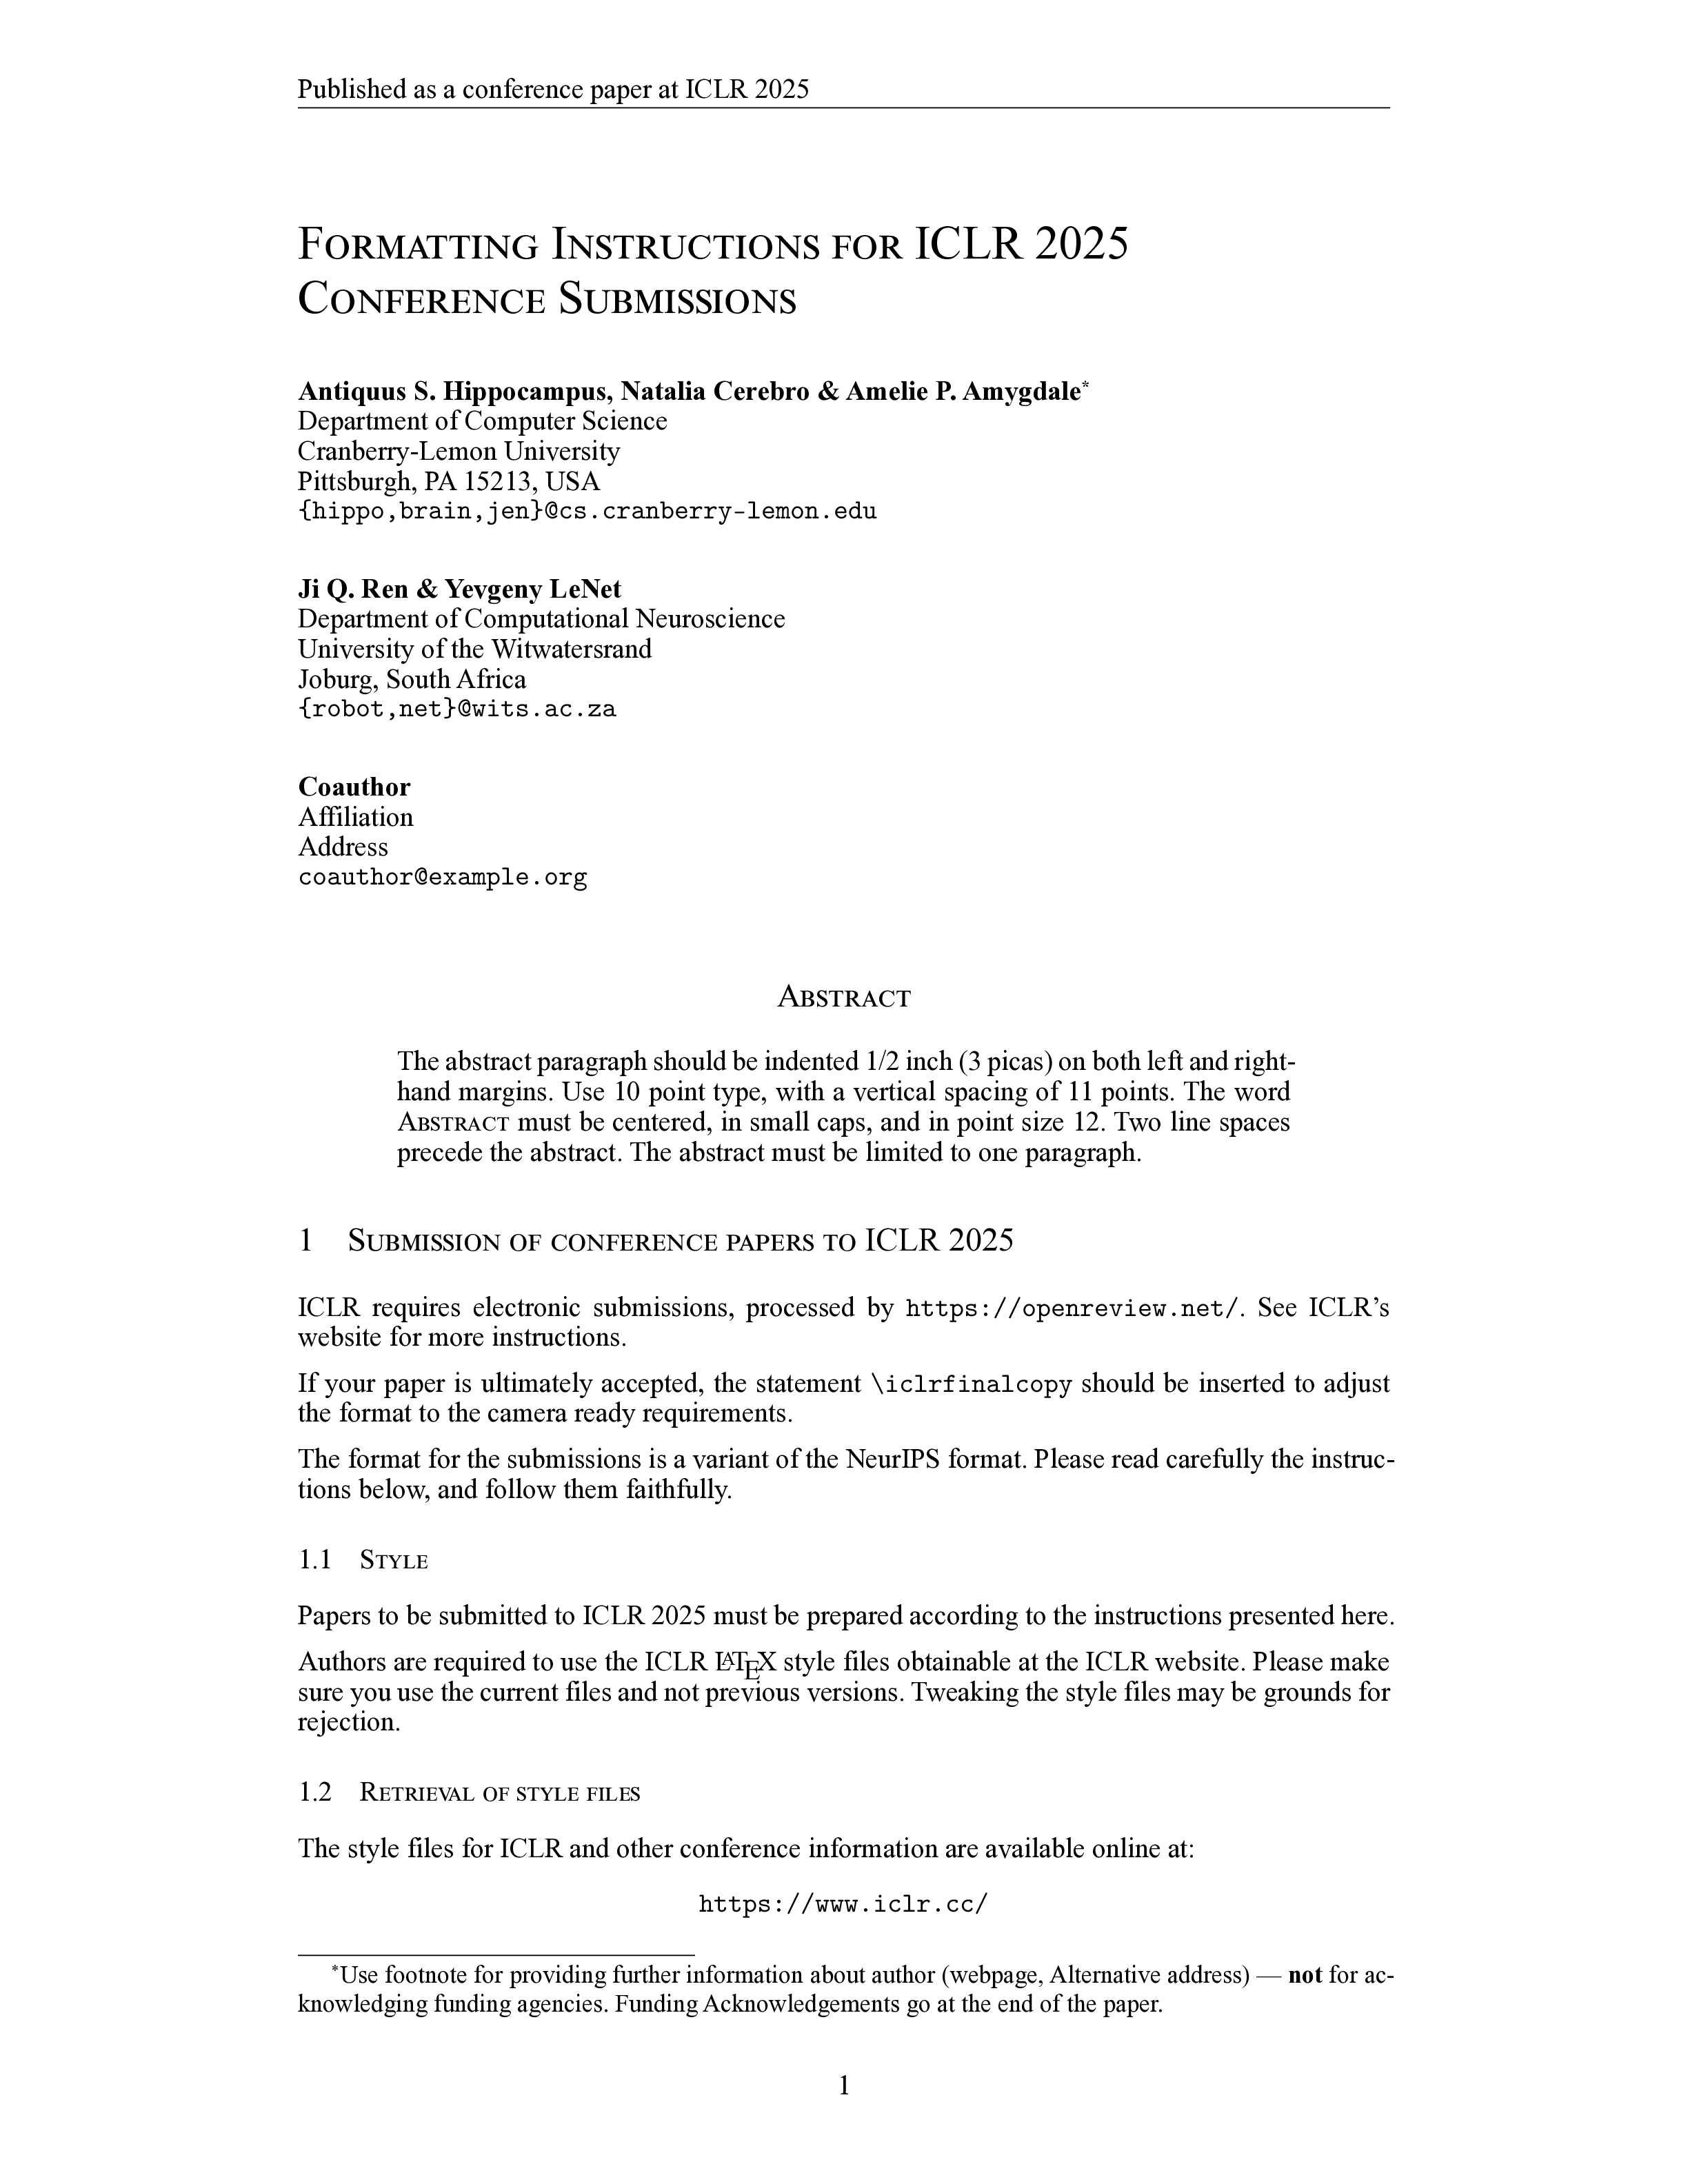 Published as a conference paper at ICLR 2025
Formatting Instructions for ICLR 2025
Conference Submissions
Antiquus S. Hippocampus, Natalia Cerebro & Amelie P. Amygdale*
Department of Computer Science
Cranberry-Lemon University
Pittsburgh, PA 15213, USA
{hippo,brain,jen}@cs.cranberry-lemon.edu
Ji Q. Ren & Yevgeny LeNet
Department of Computational Neuroscience
University of the Witwatersrand
Joburg, South Africa
{robot,net}@wits.ac.za
Coauthor
Affiliation
Address
coauthor@example.org
Abstract
The abstract paragraph should be indented 1/2 inch (3 picas) on both left and right-
hand margins. Use 10 point type, with a vertical spacing of 11 points. The word
Abstract must be centered, in small caps, and in point size 12. Two line spaces
precede the abstract. The abstract must be limited to one paragraph.
1 Submission of conference papers to ICLR 2025
ICLR requires electronic submissions, processed by https://openreview.net/. See ICLR’s
website for more instructions.
If your paper is ultimately accepted, the statement \iclrfinalcopy should be inserted to adjust
the format to the camera ready requirements.
The format for the submissions is a variant of the NeurIPS format. Please read carefully the instruc-
tions below, and follow them faithfully.
1.1 Style
Papers to be submitted to ICLR 2025 must be prepared according to the instructions presented here.
Authors are required to use the ICLR LATEX style files obtainable at the ICLR website. Please make
sure you use the current files and not previous versions. Tweaking the style files may be grounds for
rejection.
1.2 Retrieval of style files
The style files for ICLR and other conference information are available online at:
https://www.iclr.cc/
*Use footnote for providing further information about author (webpage, Alternative address) — not for ac-
knowledging funding agencies. Funding Acknowledgements go at the end of the paper.
1